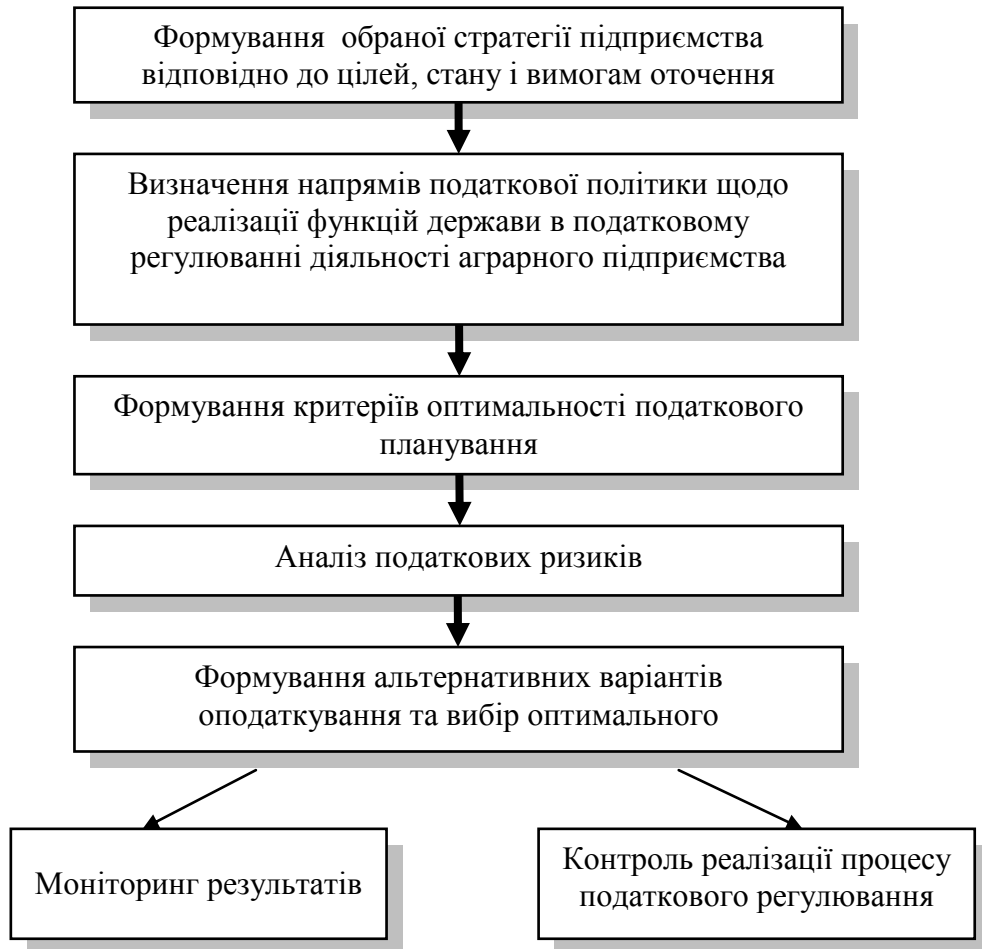 Формування обраної стратегії підприємства
відповідно до цілей, стану і вимогам оточення
Визначення напрямів податкової політики щодо
реалізації функцій держави в податковому
регулюванні діяльності аграрного підприємства
Формування критеріїв оптимальності податкового
планування
Аналіз податкових ризиків
Формування альтернативних варіантів
оподаткування та вибір оптимального
Моніторинг результатів
Контроль реалізації процесу
податкового регулювання